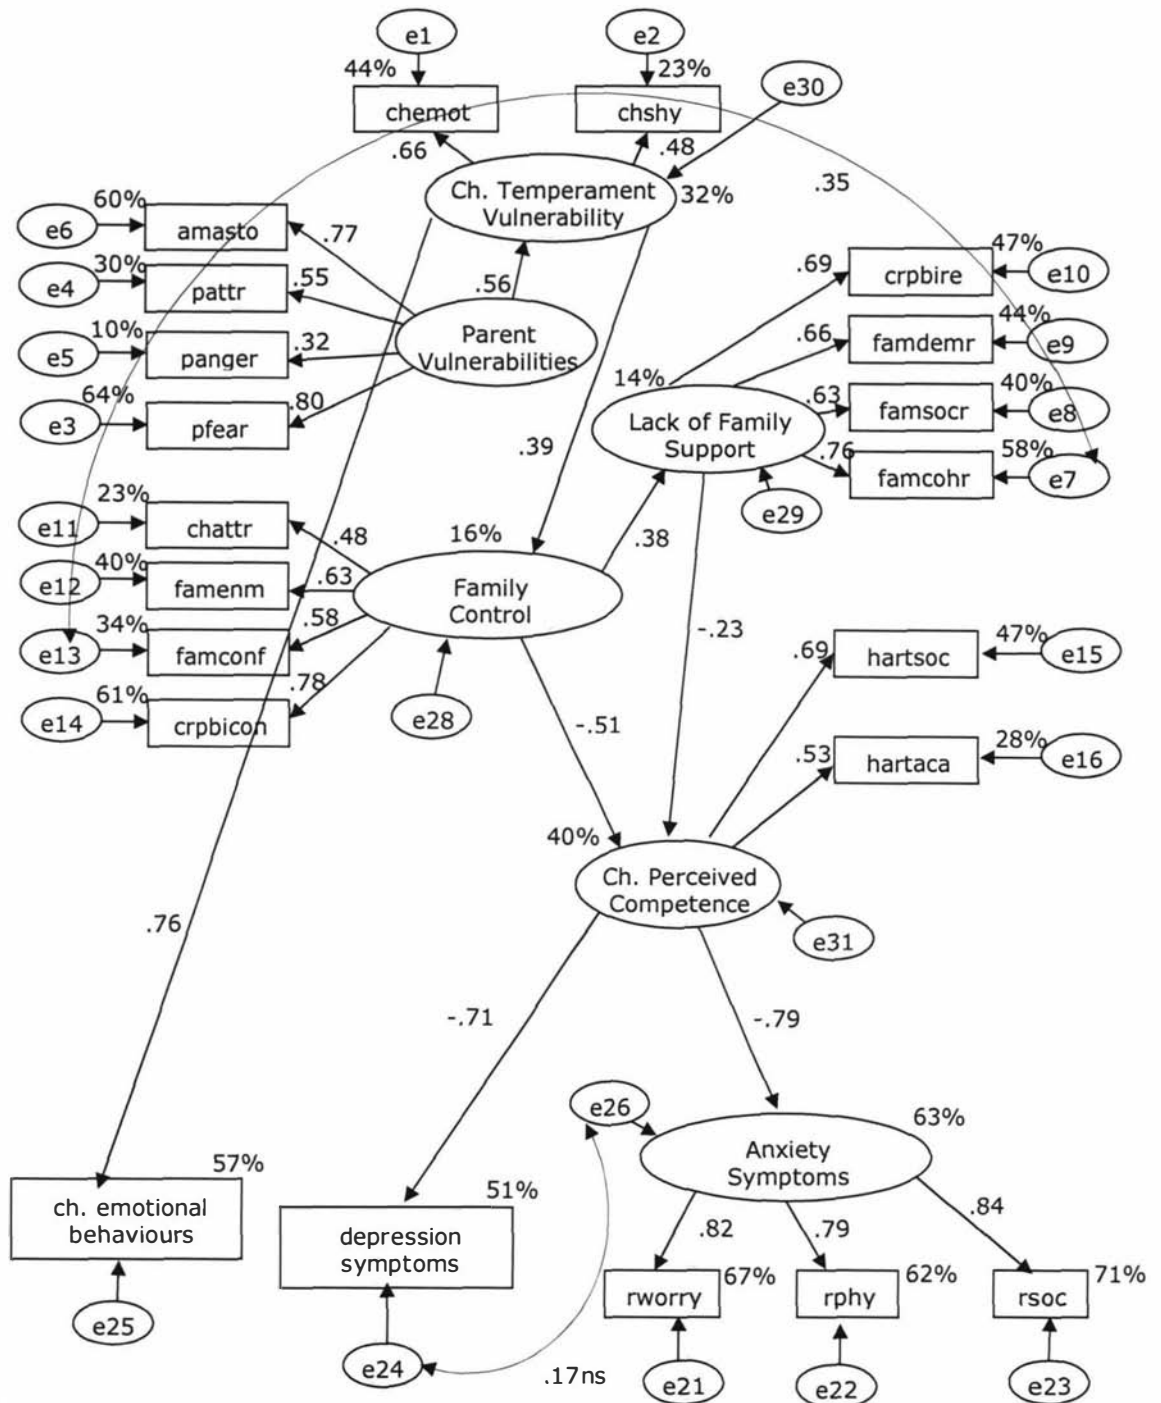 e1
e2
44%
23%
e30
chemot
chshy
.66
.48
.35
Ch. Temperament
Vulnerability
32%
60%
e6
amasto
.77
47%
.69
crpbire
e10
30%
e4
pattr
.55
.56
44%
.66
famdemr
e9
10%
e5
panger
.32
Parent
Vulnerabilities
14%
40%
.63
famsocr
e8
64%
e3
pfear
.80
Lack of Family
Support
.39
.76
58%
famcohr
e7
23%
e11
chattr
.48
16%
e29
.38
40%
e12
famenm
.63
Family
Control
34%
e13
famconf
.58
-.23
.69
hartsoc
47%
e15
61%
e14
crpbicon
.78
e28
-.51
.53
hartaca
28%
e16
40%
Ch. Perceived
Competence
.76
e31
-.71
-.79
e26
63%
Anxiety
Symptoms
57%
ch. emotional
behaviours
51%
depression
symptoms
.82
.79
.84
rworry
67%
rphy
62%
rsoc
71%
e25
e24
.17ns
e21
e22
e23